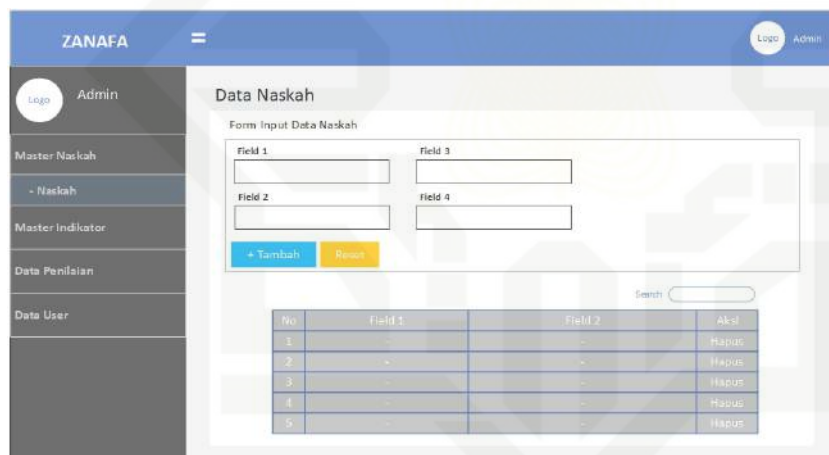 ZANAFA
Logo Admin
Logo Admin
Master Naskah
- Naskah
Master Indikator
Data Penilaian
Data User
Data Naskah
Form Input Data Naskah
Field 1 Field 3
Field 2 Field 4
+ Tambah Reset
Search
No Field 1 Field 2 Aksi
1 - - Hapus
2 - - Hapus
3 - - Hapus
4 - - Hapus
5 - - Hapus